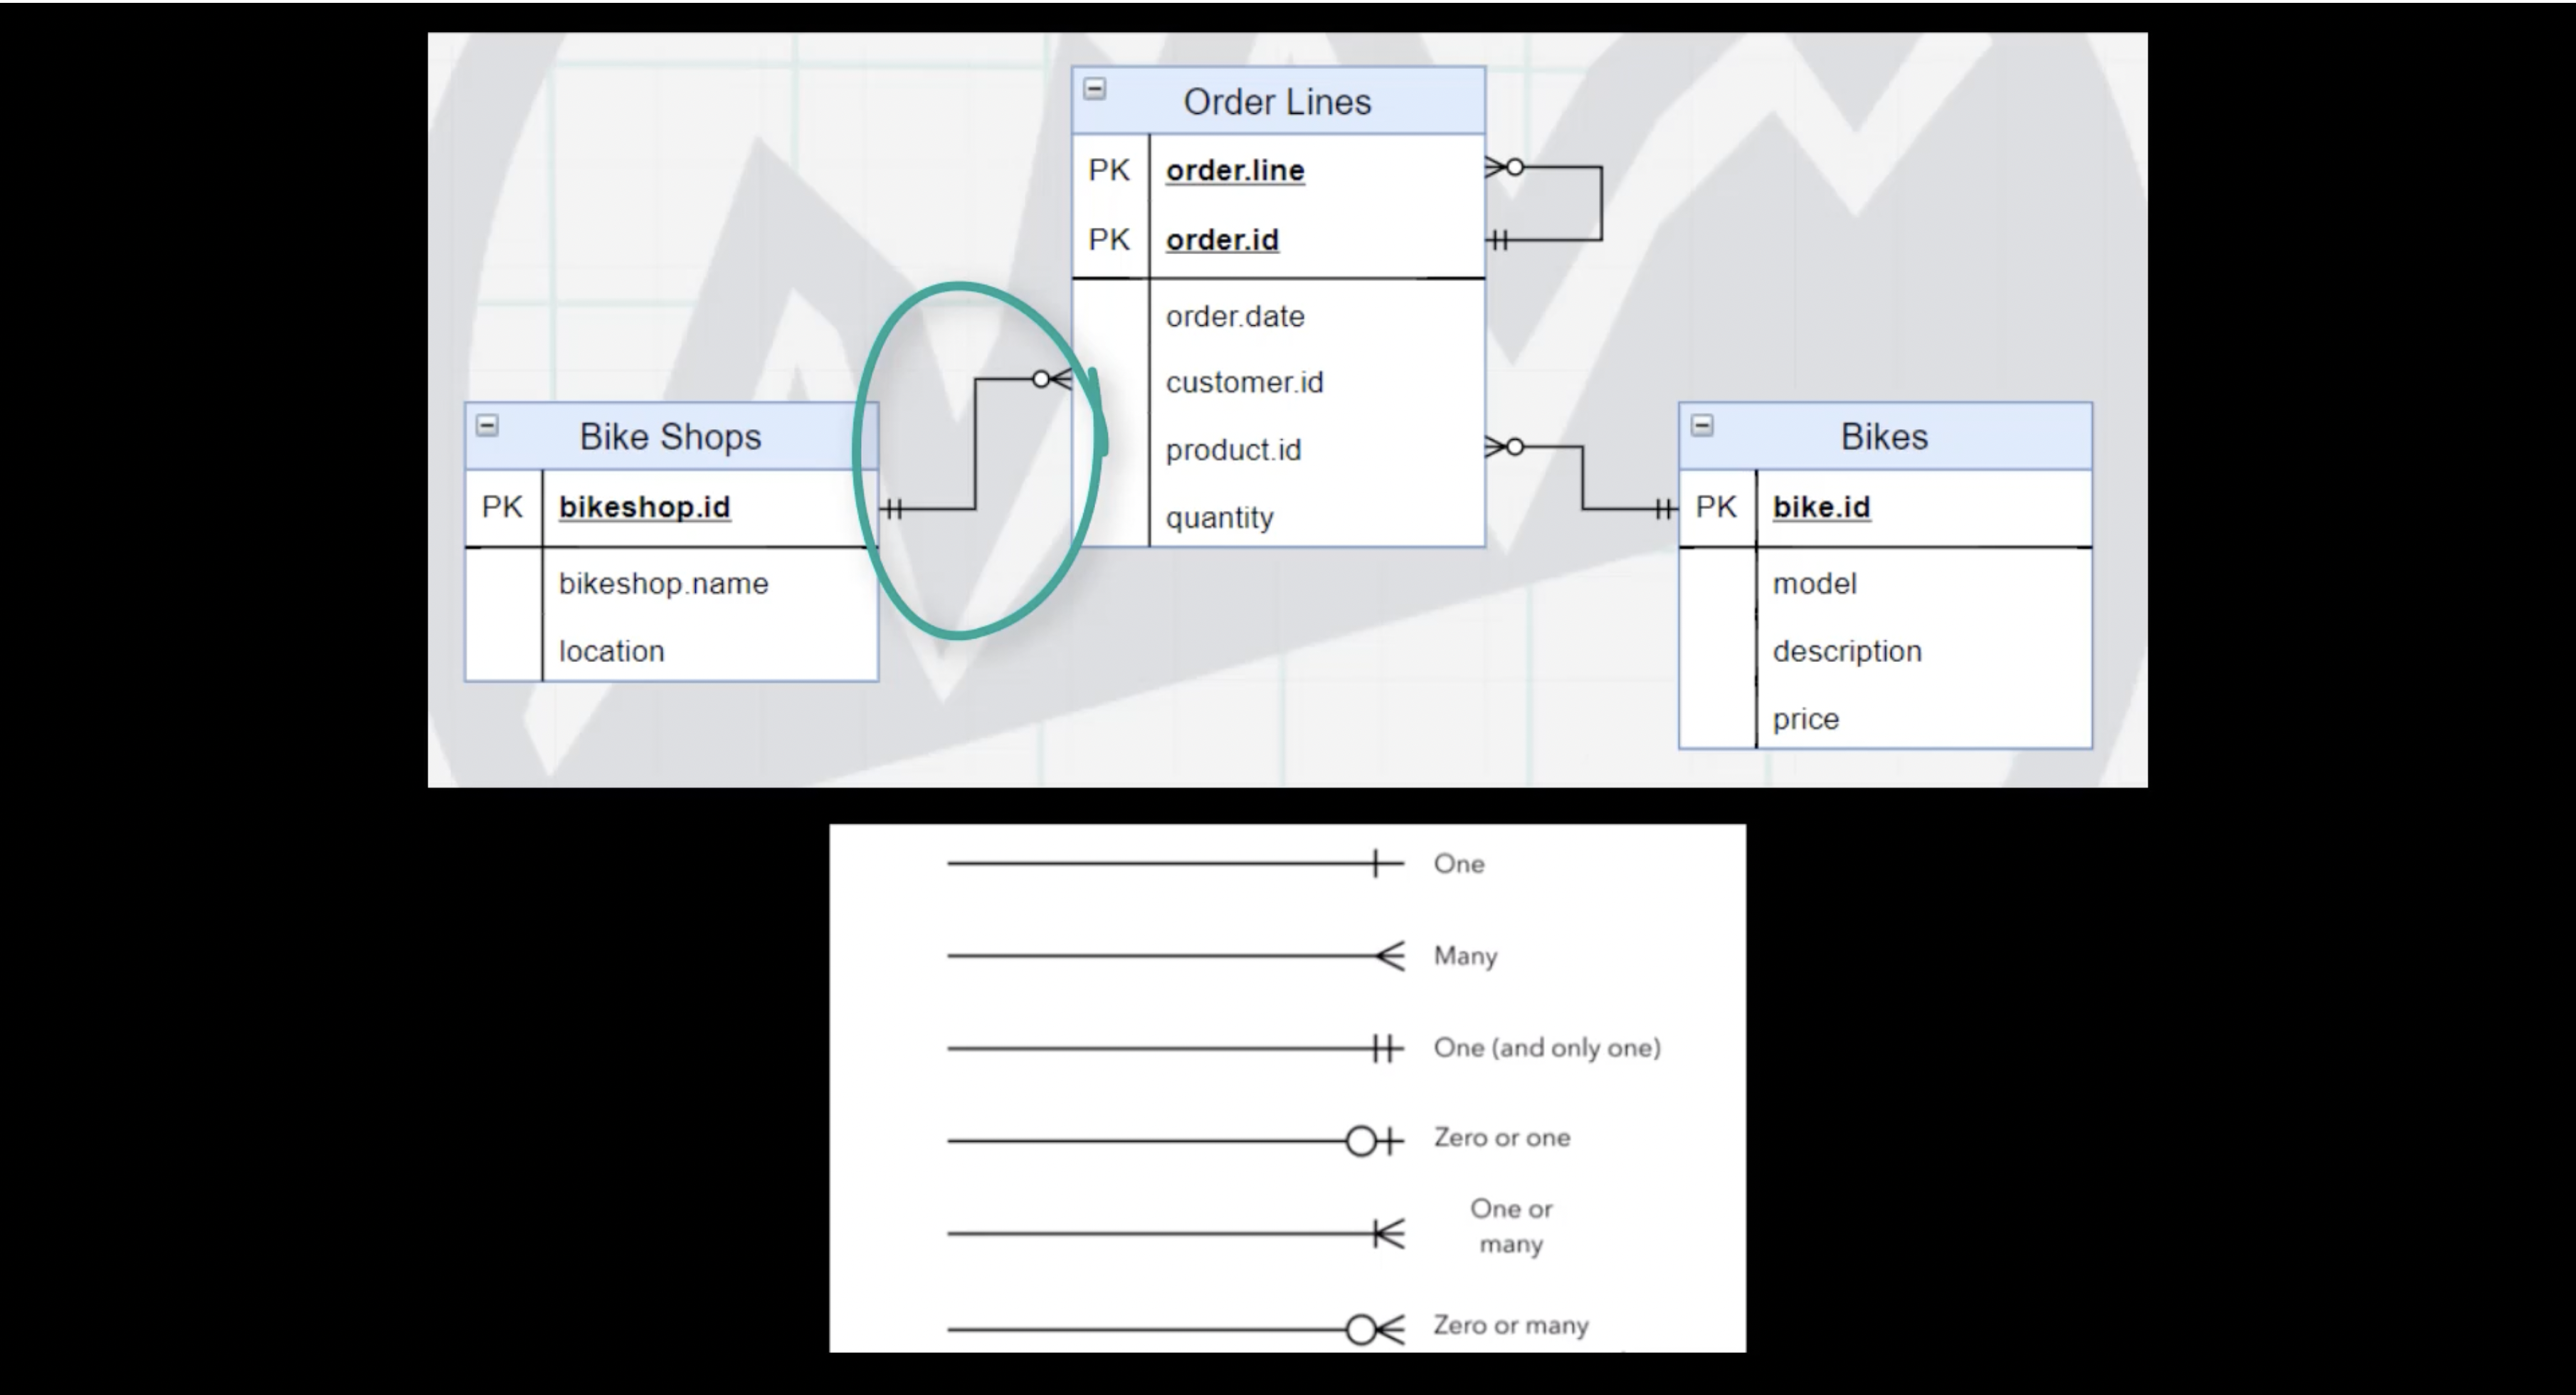 Order Lines
PK order.line
PK order.id
order.date
customer.id
product.id
quantity
Bike Shops
PK bikeshop.id
bikeshop.name
location
Bikes
PK bike.id
model
description
price
One
Many
One (and only one)
Zero or one
One or
many
Zero or many